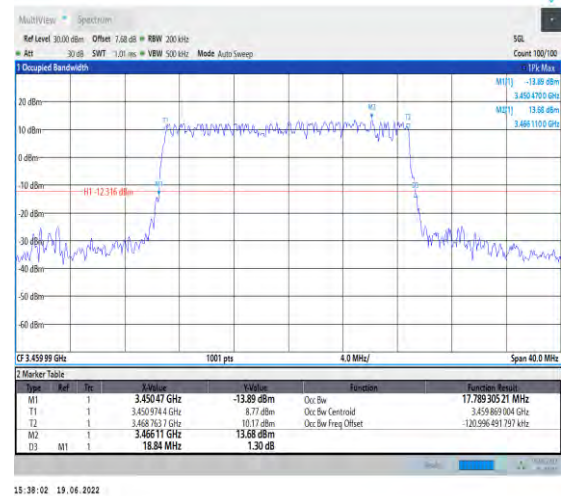 MultiView Spectrum
Ref Level 30.00 dBm Offset 7.68 dB RBW 200 kHz SGL
Att 30 dB SWT 1.01 ms VBW 500 kHz Mode Auto Sweep Count 100/100
1 Occupied Bandwidth 1Pk Max
M1[1] -13.89 dBm
3.450 470 0 GHz
M2[1] 13.68 dBm
3.466 110 0 GHz
20 dBm
10 dBm
0 dBm
-10 dBm
H1 -12.316 dBm
-20 dBm
-30 dBm
-40 dBm
-50 dBm
-60 dBm
T1
M2
T2
M1
CF 3.459 99 GHz 1001 pts 4.0 MHz/ Span 40.0 MHz
2 Marker Table
Type Ref Trc X-Value Y-Value Function Function Result
M1 1 3.450 47 GHz -13.89 dBm Occ Bw 17.789 305 21 MHz
T1 1 3.450 974 4 GHz 8.77 dBm Occ Bw Centroid 3.459 869 004 GHz
T2 1 3.468 763 7 GHz 10.17 dBm Occ Bw Freq Offset -120.996 491 797 kHz
M2 1 3.466 11 GHz 13.68 dBm
D3 M1 1 18.84 MHz 1.30 dB
15:38:02 19.06.2022